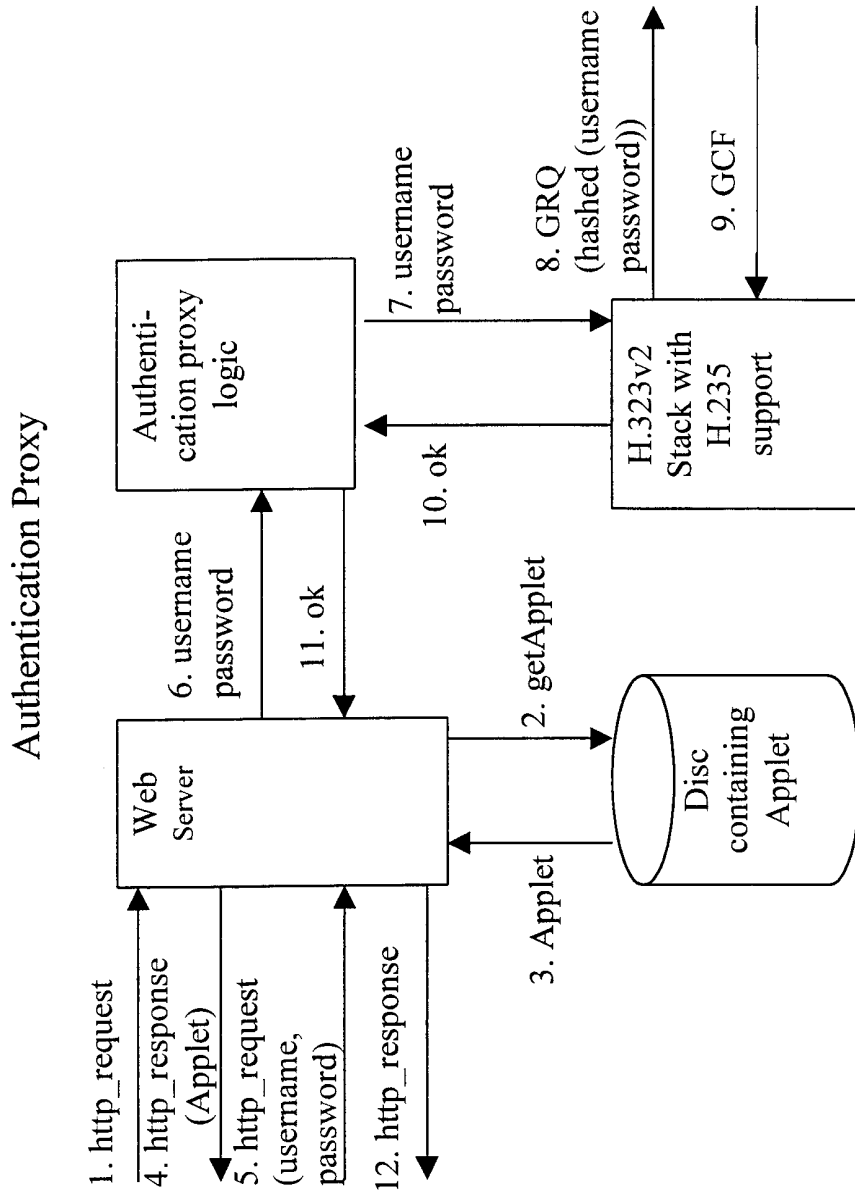 Authentication Proxy
1. http_request
4. http_response
(Applet)
5. http_request
(username,
password)
12. http_response
Web
Server
6. username
password
11. ok
Authenti-
cation proxy
logic
2. getApplet
3. Applet
Disc
containing
Applet
7. username
password
10. ok
H.323v2
Stack with
H.235
support
8. GRQ
(hashed (username
password))
9. GCF